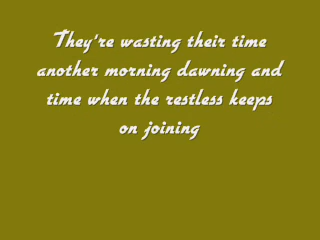 They're wasting their time
another morning dawning and
time when the restless keeps
on joining